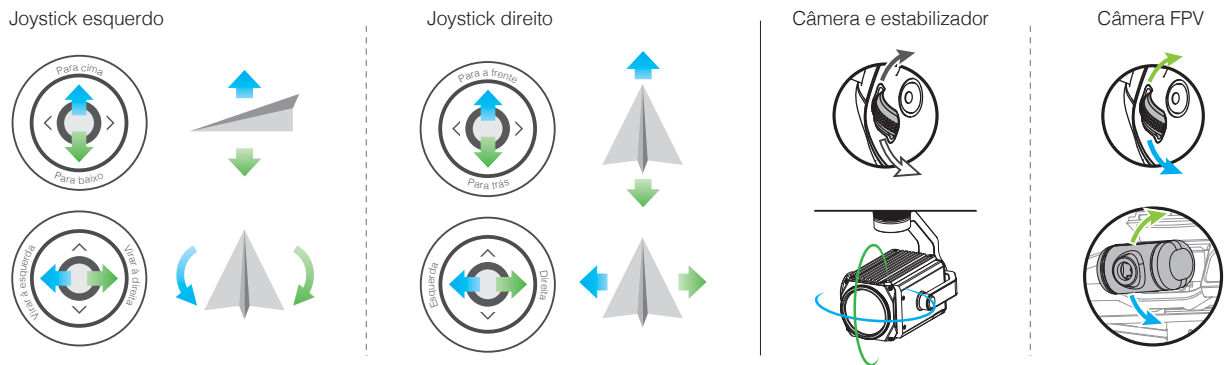 Joystick esquerdo
Para cima
Para baixo
Virar à esquerda
Virar à direita
Joystick direito
Para a frente
Para trás
Esquerda
Direita
Câmera e estabilizador
Câmera FPV